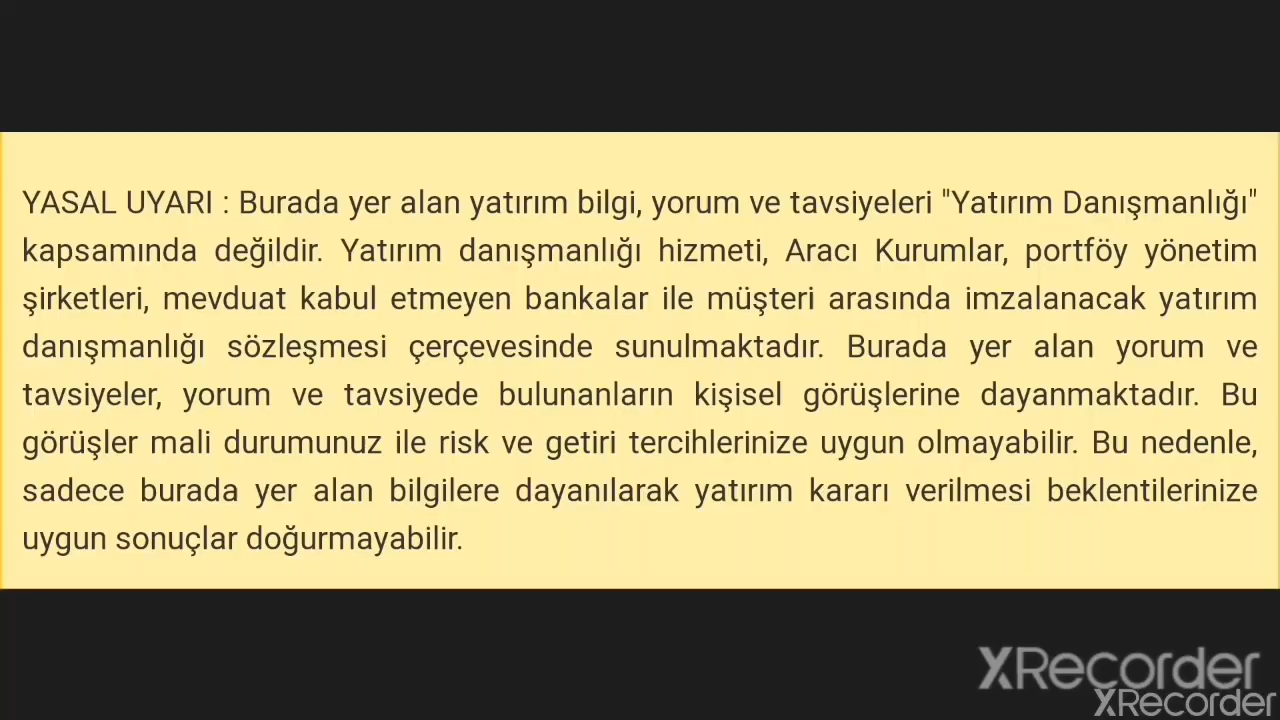 YASAL UYARI : Burada yer alan yatırım bilgi, yorum ve tavsiyeleri "Yatırım Danışmanlığı"
kapsamında değildir. Yatırım danışmanlığı hizmeti, Aracı Kurumlar, portföy yönetim
şirketleri, mevduat kabul etmeyen bankalar ile müşteri arasında imzalanacak yatırım
danışmanlığı sözleşmesi çerçevesinde sunulmaktadır. Burada yer alan yorum ve
tavsiyeler, yorum ve tavsiyede bulunanların kişisel görüşlerine dayanmaktadır. Bu
görüşler mali durumunuz ile risk ve getiri tercihlerinize uygun olmayabilir. Bu nedenle,
sadece burada yer alan bilgilere dayanılarak yatırım kararı verilmesi beklentilerinize
uygun sonuçlar doğurmayabilir.
XRecorder
XRecorder